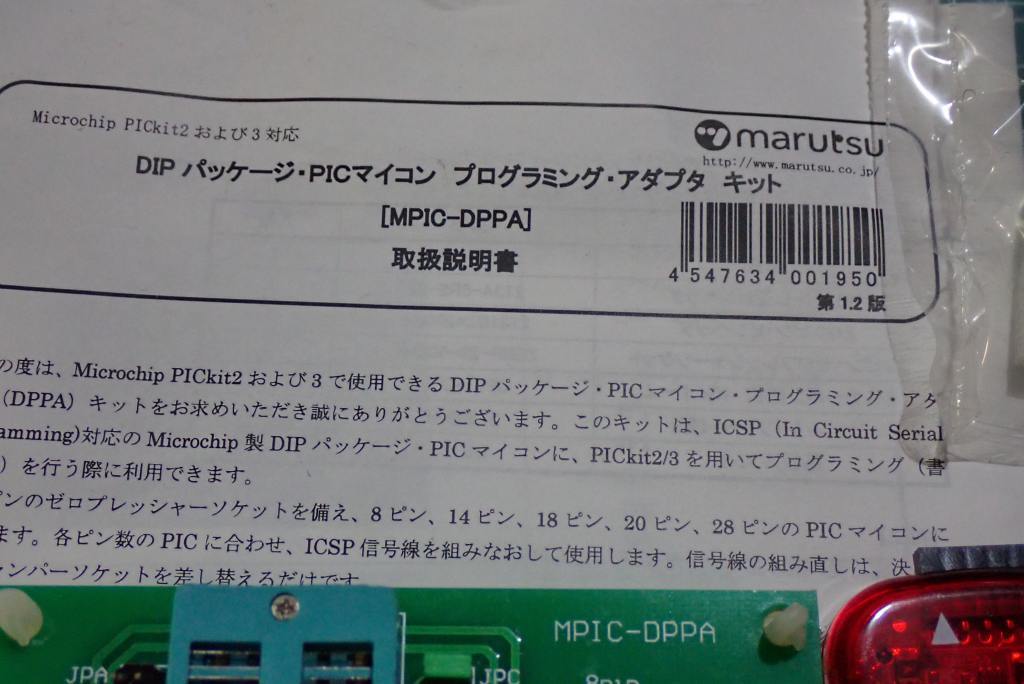 Microchip PICkit2 および 3 対応
marutsu
http://www.marutsu.co.jp/
DIP パッケージ・PICマイコン プログラミング・アダプタ キット
[MPIC-DPPA]
取扱説明書
4 547634 001950
第 1.2 版
の度は、Microchip PICkit2 および 3 で使用できる DIP パッケージ・PIC マイコン・プログラミング・アダ
(DPPA) キットをお求めいただき誠にありがとうございます。このキットは、ICSP (In Circuit Serial
amming)対応の Microchip 製 DIP パッケージ・PIC マイコンに、PICkit2/3 を用いてプログラミング (書
) を行う際に利用できます。
ンのゼロプレッシャーソケットを備え、8 ピン、14 ピン、18 ピン、20 ピン、28 ピンの PIC マイコンに
ます。各ピン数の PIC に合わせ、ICSP 信号線を組みなおして使用します。信号線の組み直しは、決
ャンパーソケットを差し替えるだけです
MPIC-DPPA
JPA
JPC
8pin